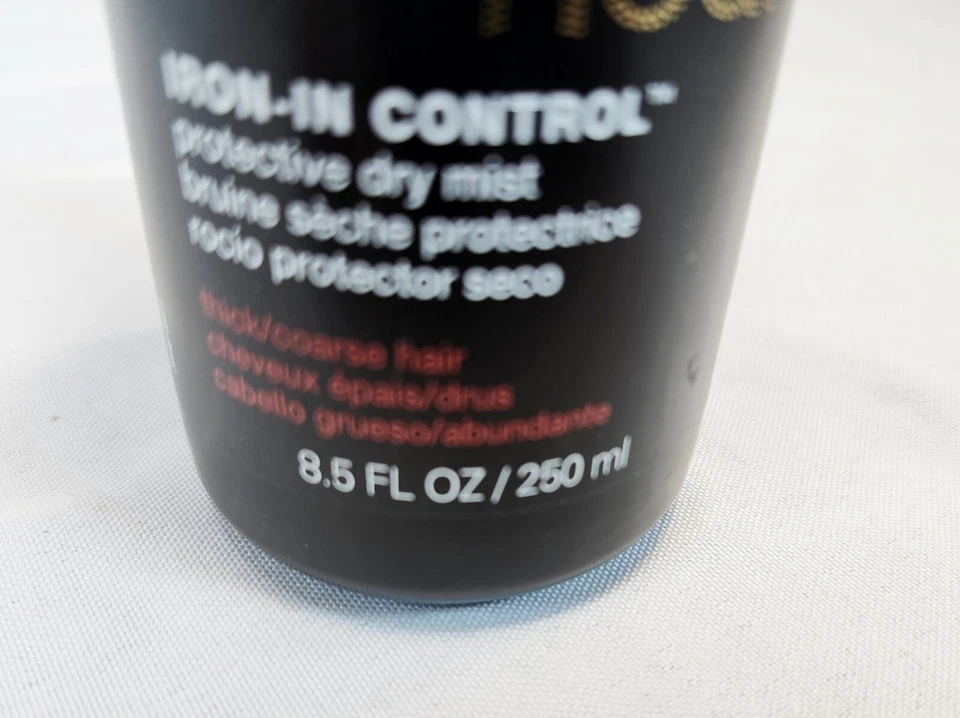 IRON-IN CONTROL™
protective dry mist
bruine sèche protectrice
rocío protector seco
thick/coarse hair
cheveux épais/drus
cabello grueso/abundante
8.5 FL OZ / 250 ml